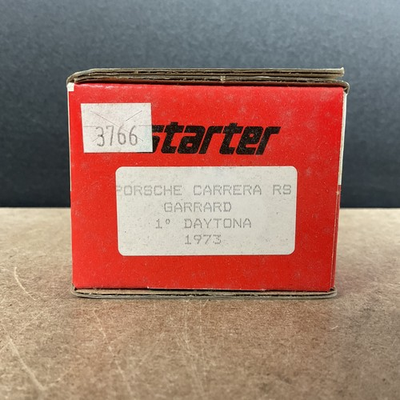 3766
starter
PORSCHE CARRERA RS
GARRARD
1° DAYTONA
1973